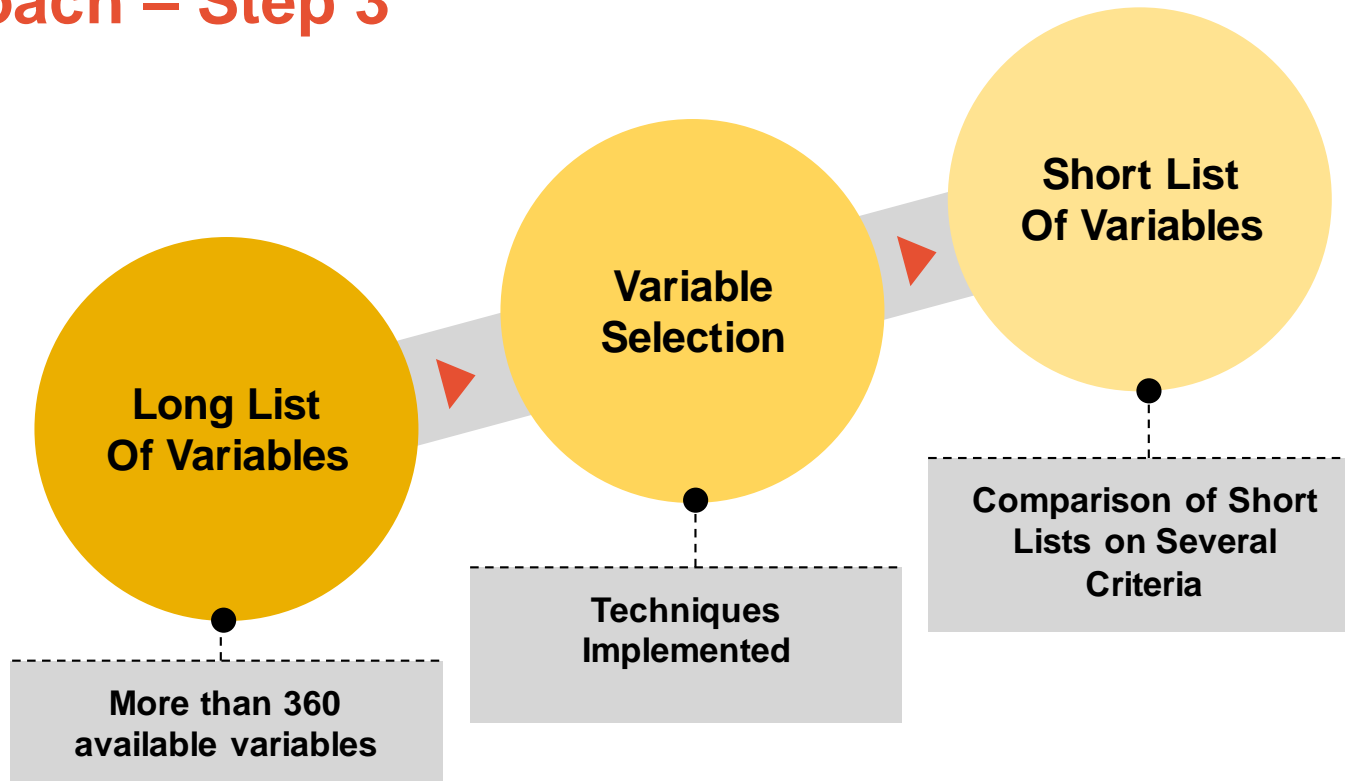 – Step 3
Long List
Of Variables
More than 360
available variables
Variable
Selection
Techniques
Implemented
Short List
Of Variables
Comparison of Short
Lists on Several
Criteria